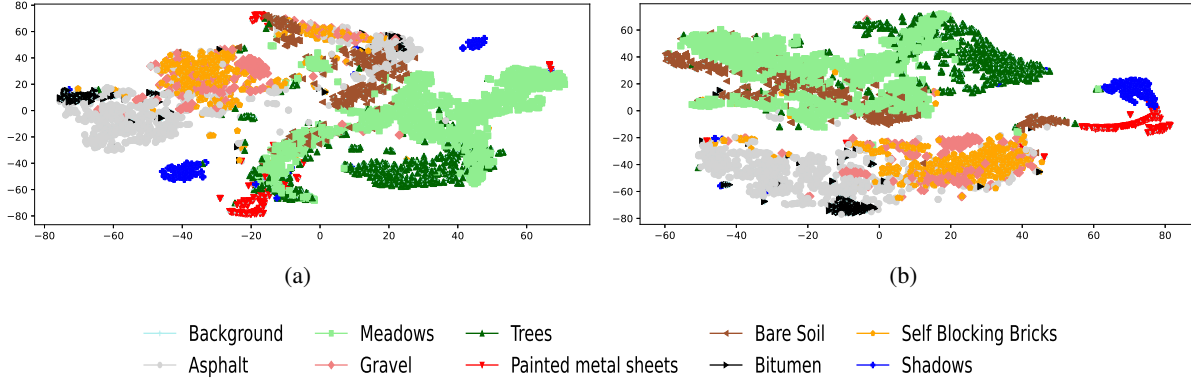 80
60
40
20
0
−20
−40
−60
−80
−80 −60 −40 −20 0 20 40 60
(a)
60
40
20
0
−20
−40
−60
−80
−60 −40 −20 0 20 40 60 80
(b)
Background Meadows Trees Bare Soil Self Blocking Bricks
Asphalt Gravel Painted metal sheets Bitumen Shadows